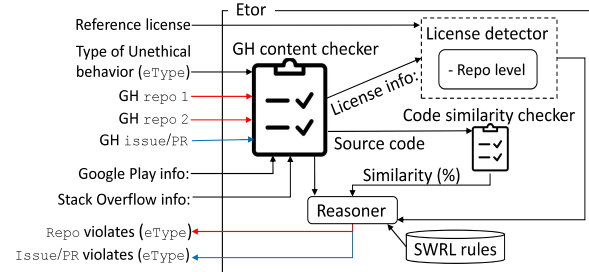 Etor
Reference license
License detector
- Repo level
Type of Unethical
behavior (eType)
GH content checker
GH repo 1
GH repo 2
GH issue/PR
License info:
Code similarity checker
Source code
Google Play info:
Stack Overflow info:
Similarity (%)
Reasoner
Repo violates (eType)
Issue/PR violates (eType)
SWRL rules